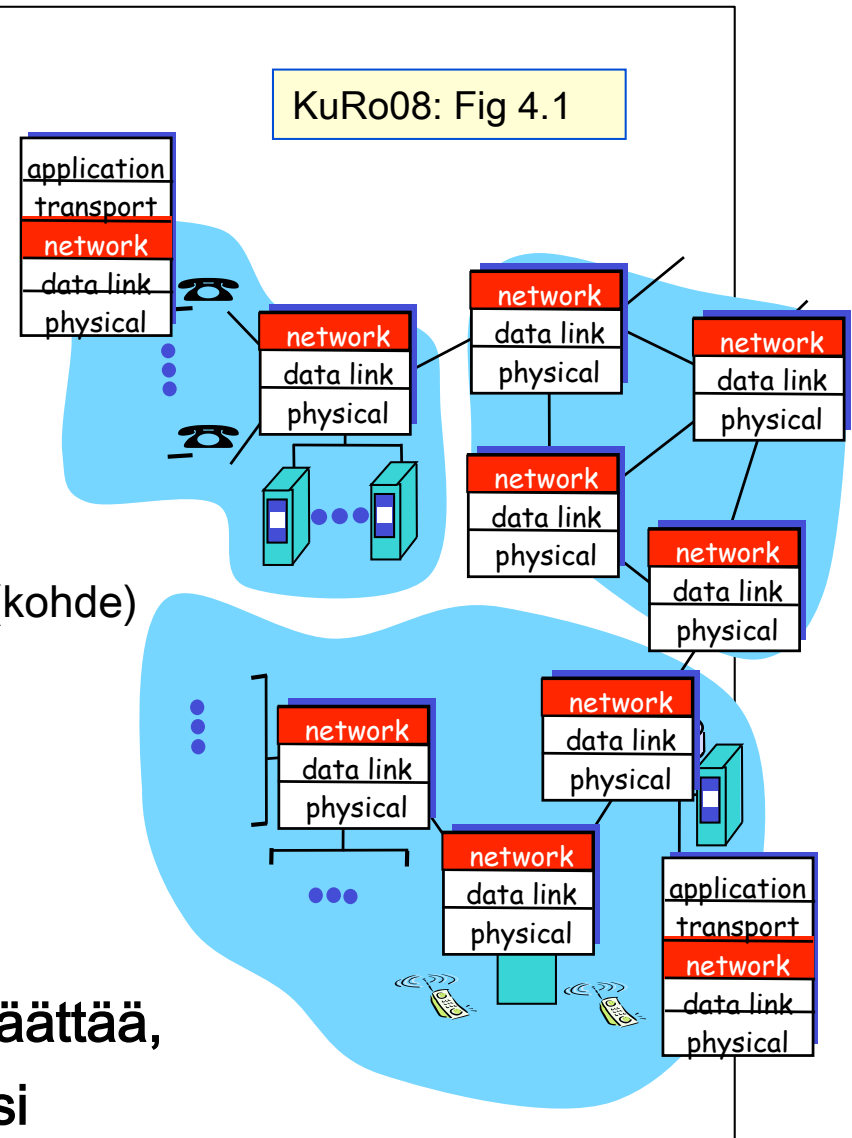 KuRo08: Fig 4.1
application
transport
network
data link
physical
network
data link
physical
network
data link
physical
network
data link
physical
network
data link
physical
network
data link
physical
(kohde)
network
data link
physical
network
data link
physical
network
data link
physical
application
transport
network
data link
physical
äättää,
si